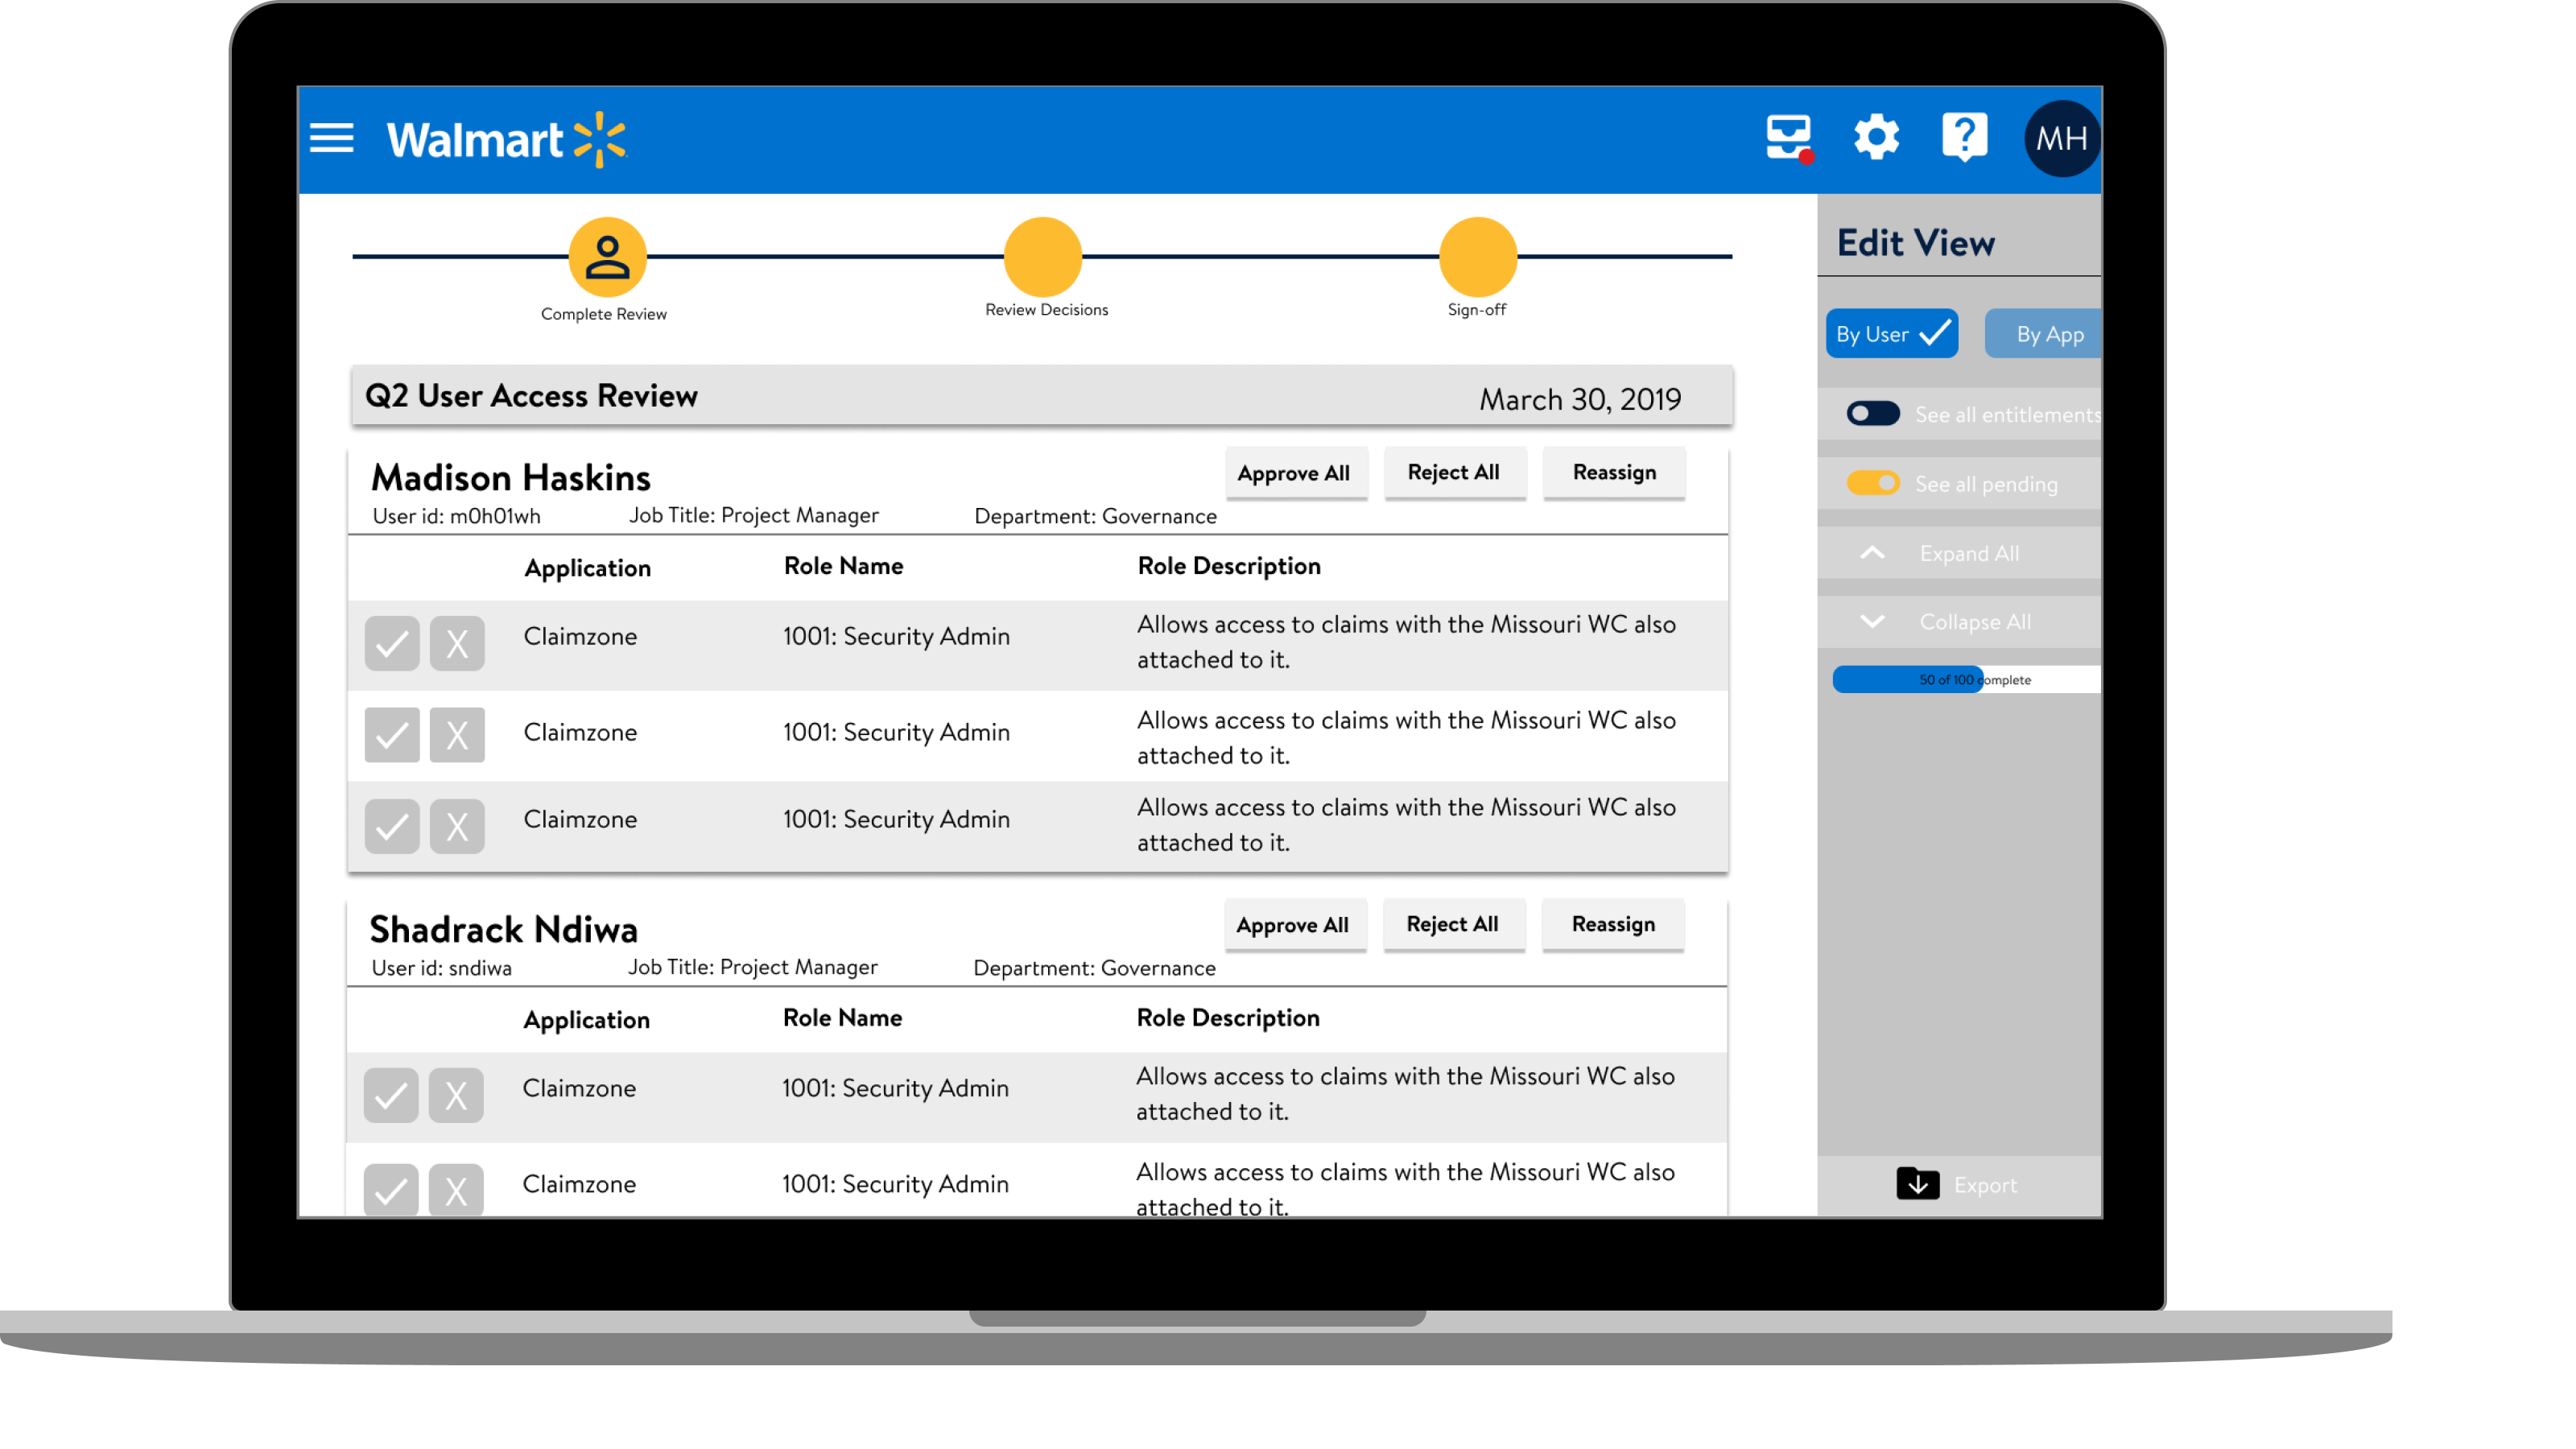 Walmart
?
MH
Complete Review
Review Decisions
Sign-off
Q2 User Access Review
March 30, 2019
Madison Haskins
Approve All
Reject All
Reassign
User id: m0h01wh
Job Title: Project Manager
Department: Governance
Application
Role Name
Role Description
X
Claimzone
1001: Security Admin
Allows access to claims with the Missouri WC also
attached to it.
X
Claimzone
1001: Security Admin
Allows access to claims with the Missouri WC also
attached to it.
X
Claimzone
1001: Security Admin
Allows access to claims with the Missouri WC also
attached to it.
Shadrack Ndiwa
Approve All
Reject All
Reassign
User id: sndiwa
Job Title: Project Manager
Department: Governance
Application
Role Name
Role Description
X
Claimzone
1001: Security Admin
Allows access to claims with the Missouri WC also
attached to it.
X
Claimzone
1001: Security Admin
Allows access to claims with the Missouri WC also
attached to it.
Edit View
By User
By App
See all entitlements
See all pending
Expand All
Collapse All
50 of 100 complete
Export